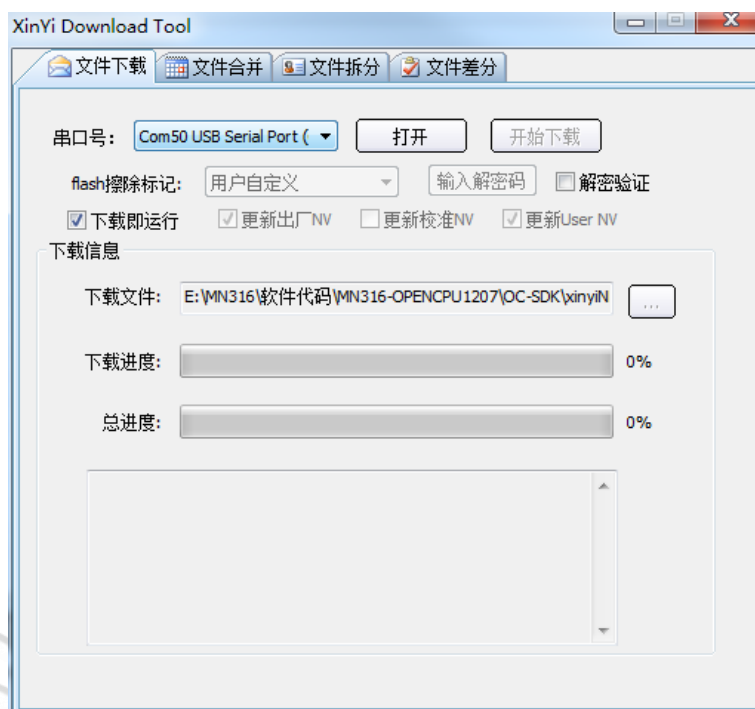 XinYi Download Tool
文件下载 文件合并 文件拆分 文件差分
串口号： Com50 USB Serial Port ( 打开 开始下载
flash擦除标记: 用户自定义 输入解密码 解密验证
下载即运行 更新出厂NV 更新校准NV 更新User NV
下载信息
下载文件: E:\MN316\软件代码\MN316-OPENCPU1207\OC-SDK\xinyiN ...
下载进度: 0%
总进度: 0%